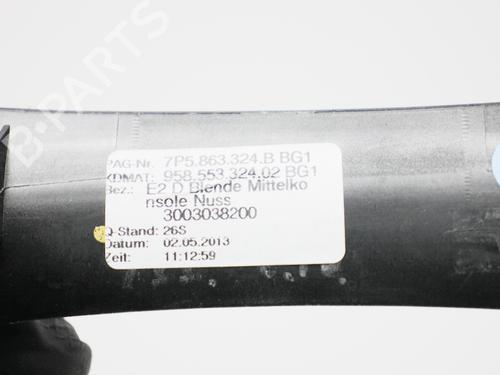 B-PARTS
PAG-Nr. 7P5.863.324.B BG1
KDMAT: 958.553.324.02 BG1
Bez.: E2 D Blende Mittelko
nsole Nuss
3003038200
Q-Stand: 26S
Datum: 02.05.2013
Zeit: 11:12:59